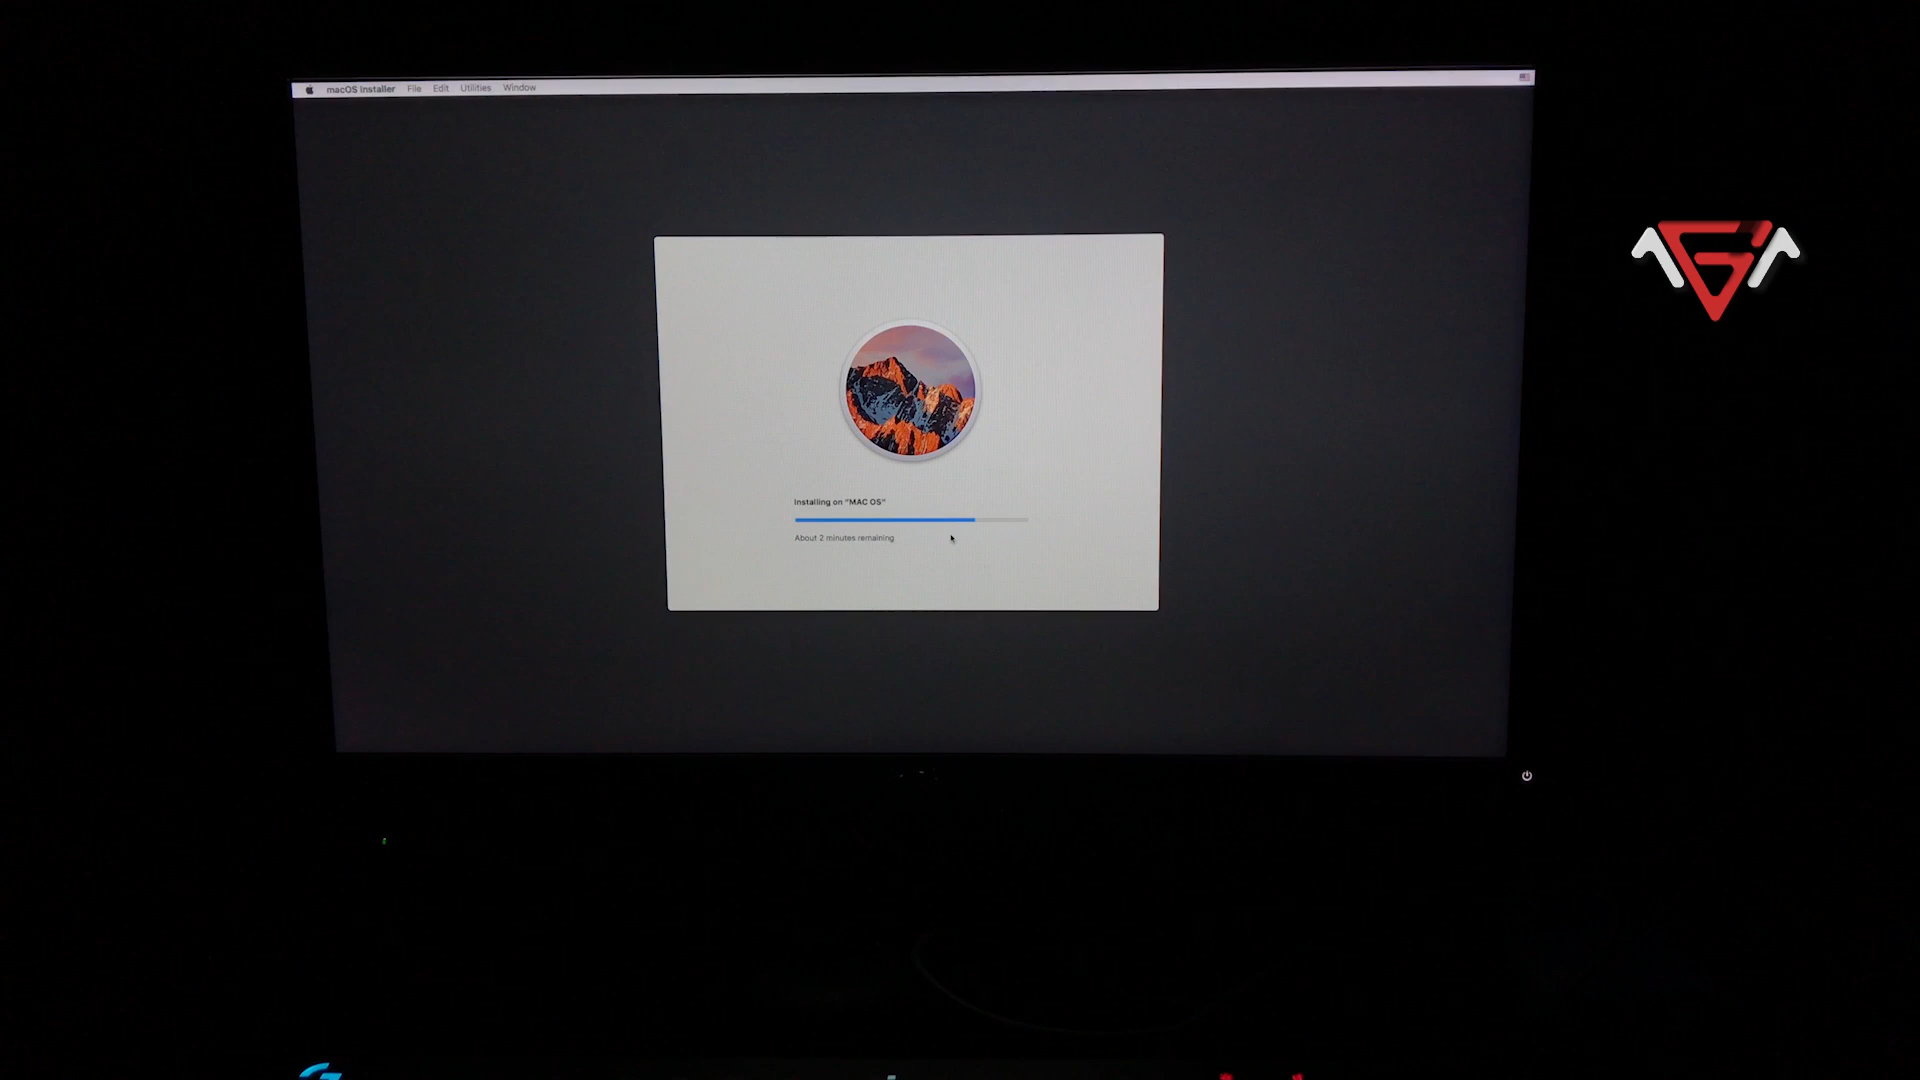 macOS Installer File Edit Utilities Window
Installing on "MAC OS"
About 2 minutes remaining